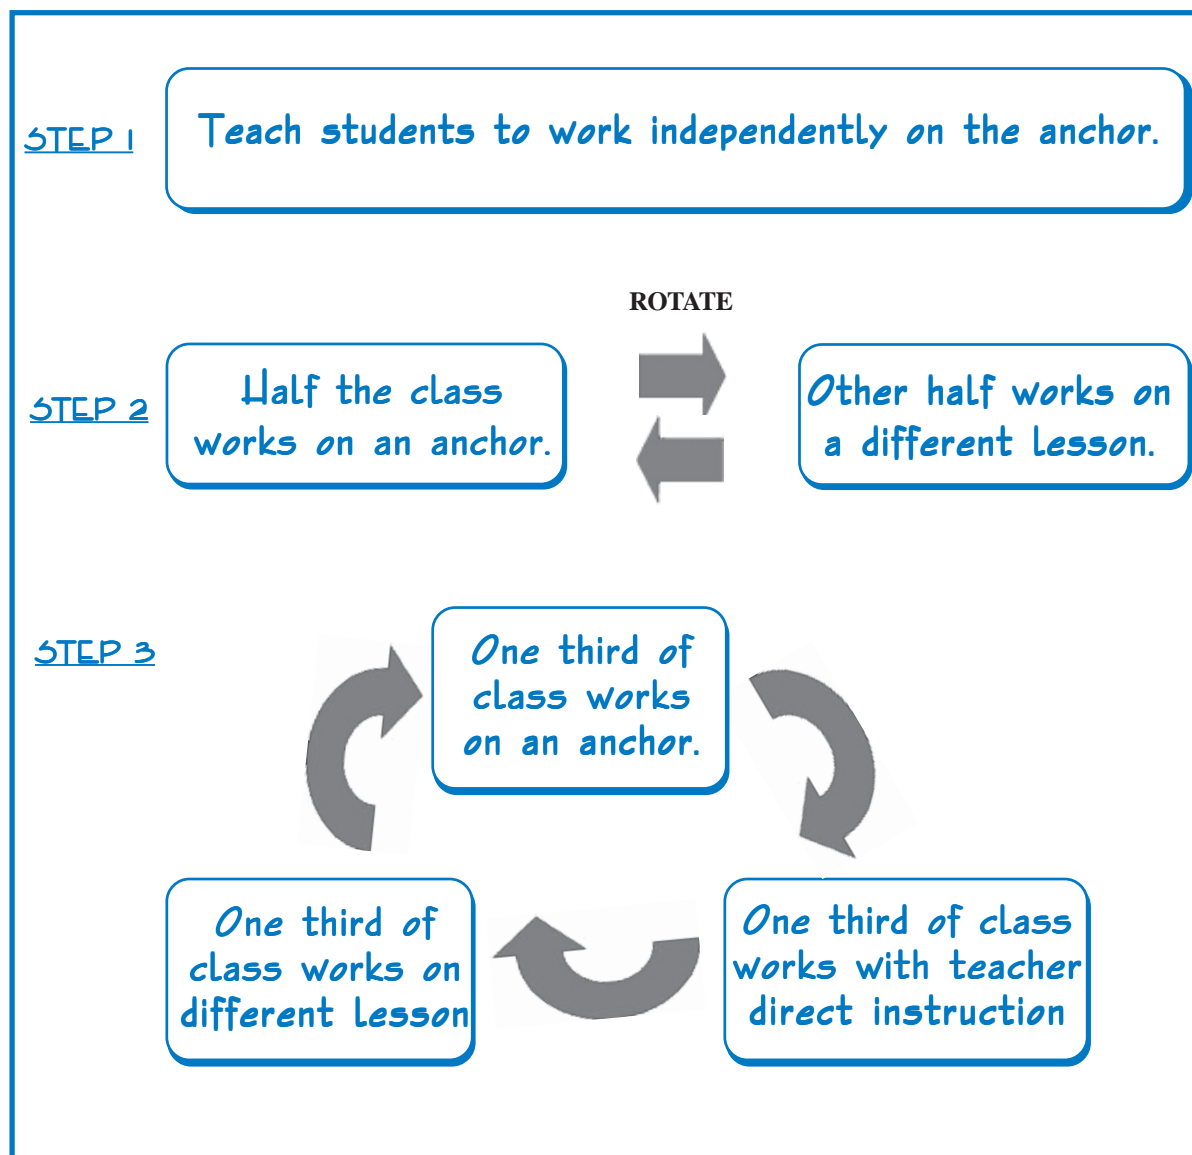 STEP 1
Teach students to work independently on the anchor.
ROTATE
STEP 2
Half the class
works on an anchor.
Other half works on
a different lesson.
STEP 3
One third of
class works
on an anchor.
One third of
class works on
different lesson
One third of class
works with teacher
direct instruction